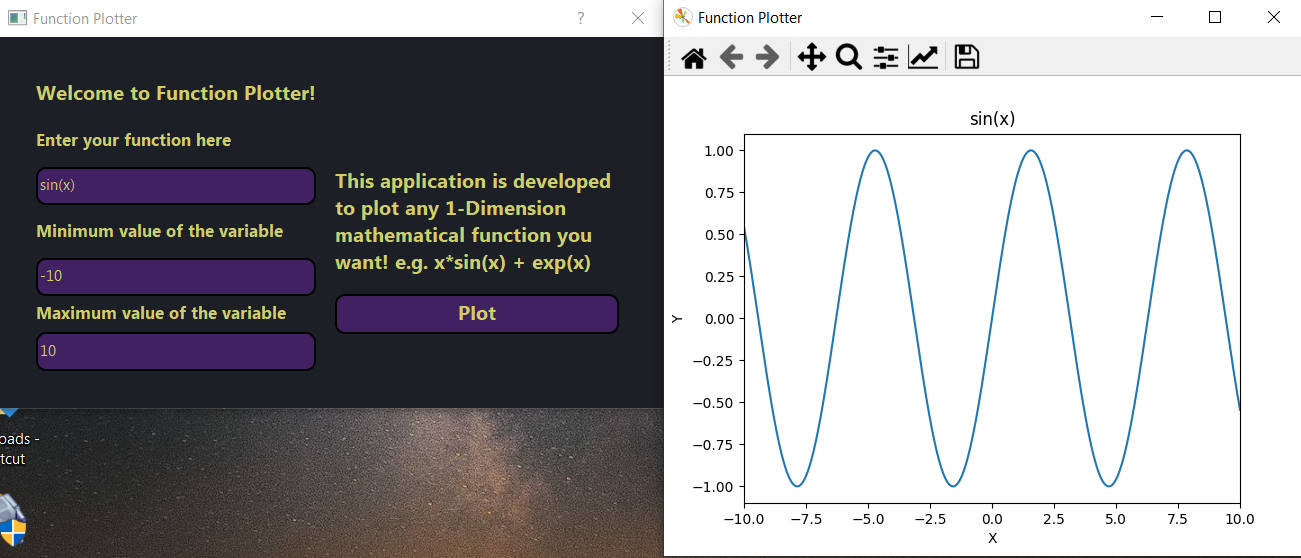 Function Plotter
?
Welcome to Function Plotter!
Enter your function here
sin(x)
Minimum value of the variable
-10
Maximum value of the variable
10
This application is developed
to plot any 1-Dimension
mathematical function you
want! e.g. x*sin(x) + exp(x)
Plot
oads -
tcut
Function Plotter
sin(x)
1.00
0.75
0.50
0.25
0.00
−0.25
−0.50
−0.75
−1.00
Y
−10.0 −7.5 −5.0 −2.5 0.0 2.5 5.0 7.5 10.0
X